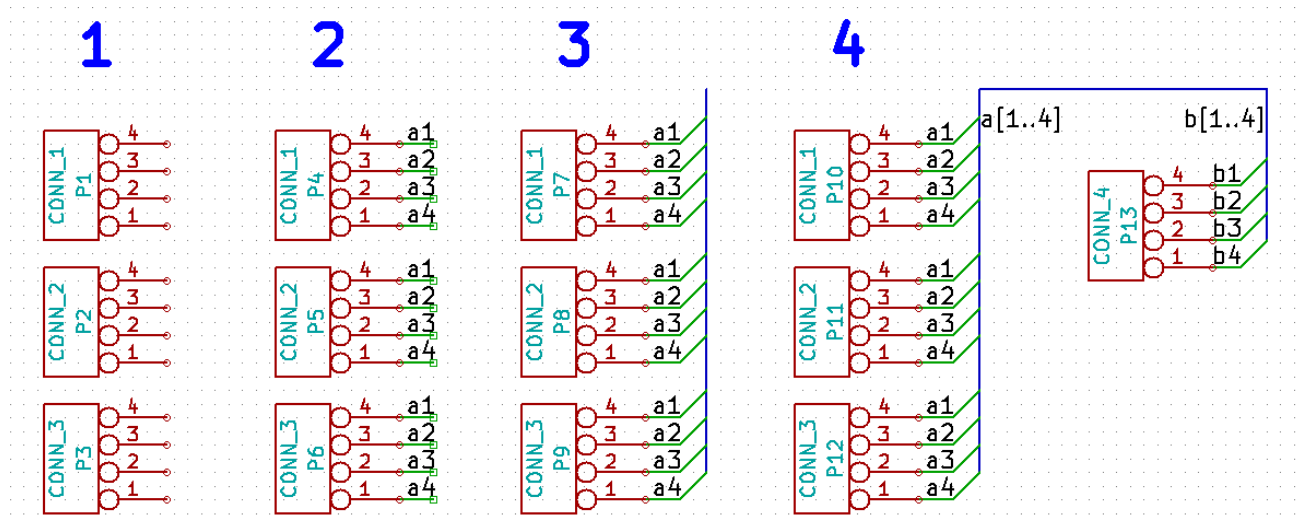 1 2 3 4
CONN_1
P1
4
3
2
1
CONN_2
P2
4
3
2
1
CONN_3
P3
4
3
2
1
CONN_1
P4
4 a1
3 a2
2 a3
1 a4
CONN_2
P5
4 a1
3 a2
2 a3
1 a4
CONN_3
P6
4 a1
3 a2
2 a3
1 a4
CONN_1
P7
4 a1
3 a2
2 a3
1 a4
CONN_2
P8
4 a1
3 a2
2 a3
1 a4
CONN_3
P9
4 a1
3 a2
2 a3
1 a4
CONN_1
P10
4 a1
3 a2
2 a3
1 a4
CONN_2
P11
4 a1
3 a2
2 a3
1 a4
CONN_3
P12
4 a1
3 a2
2 a3
1 a4
a[1..4] b[1..4]
CONN_4
P13
4 b1
3 b2
2 b3
1 b4